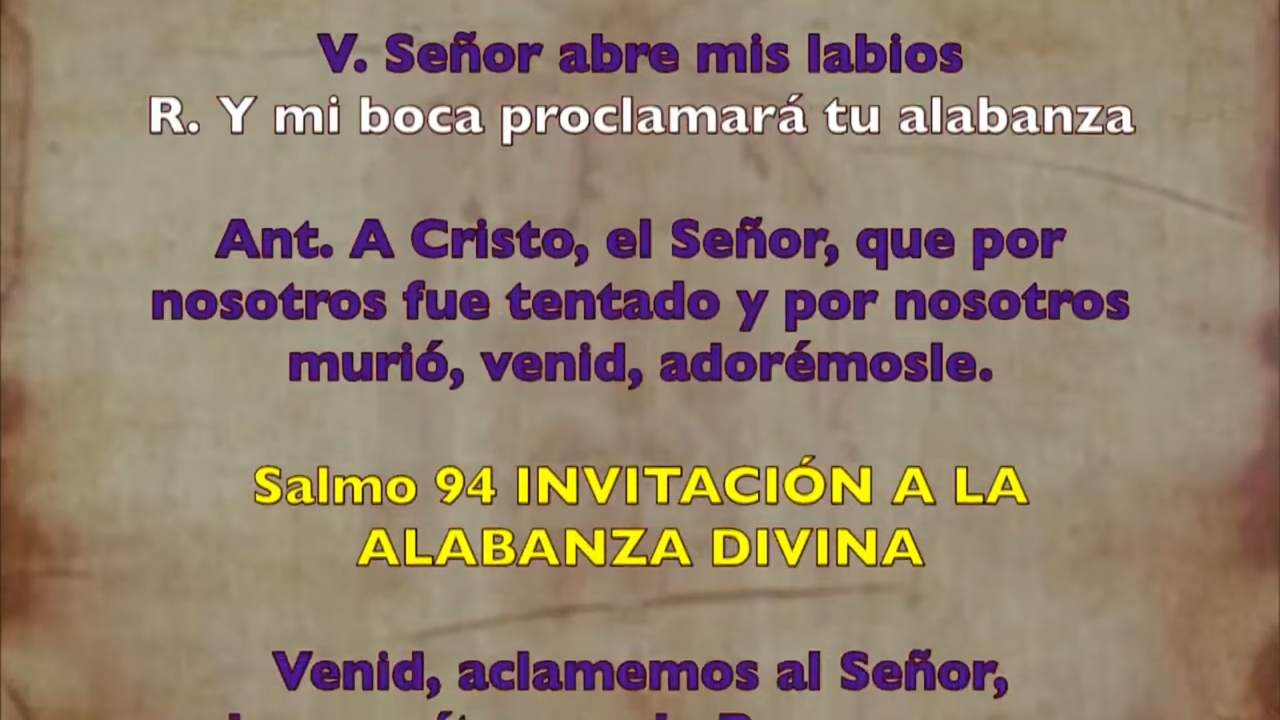 V. Señor abre mis labios
R. Y mi boca proclamará tu alabanza
Ant. A Cristo, el Señor, que por
nosotros fue tentado y por nosotros
murió, venid, adorémosle.
Salmo 94 INVITACIÓN A LA
ALABANZA DIVINA
Venid, aclamemos al Señor,